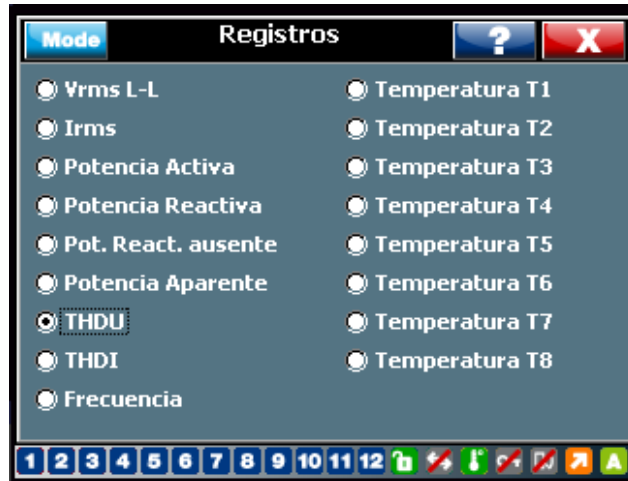 Mode Registros ? X
Vrms L-L
Irms
Potencia Activa
Potencia Reactiva
Pot. React. ausente
Potencia Aparente
THDU
THDI
Frecuencia
Temperatura T1
Temperatura T2
Temperatura T3
Temperatura T4
Temperatura T5
Temperatura T6
Temperatura T7
Temperatura T8
1 2 3 4 5 6 7 8 9 10 11 12 A